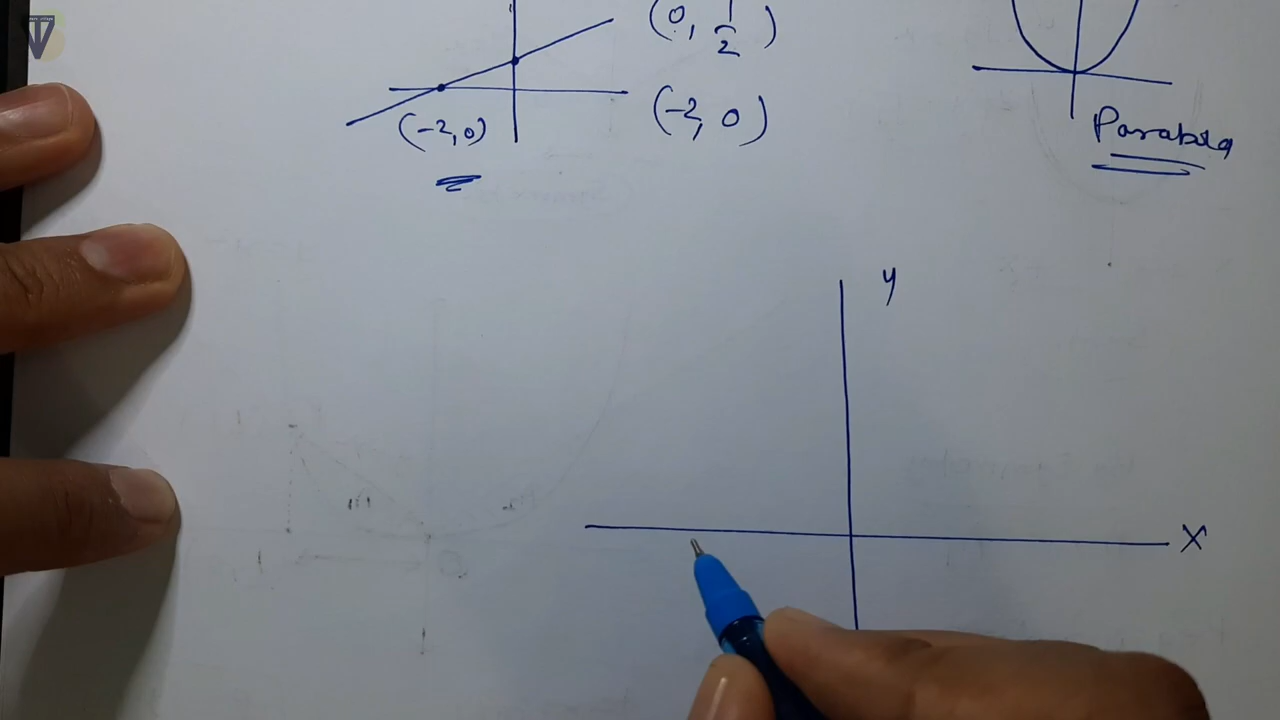 (0, 1/2)
(-2, 0)
(-2, 0)
Parabola
y
X